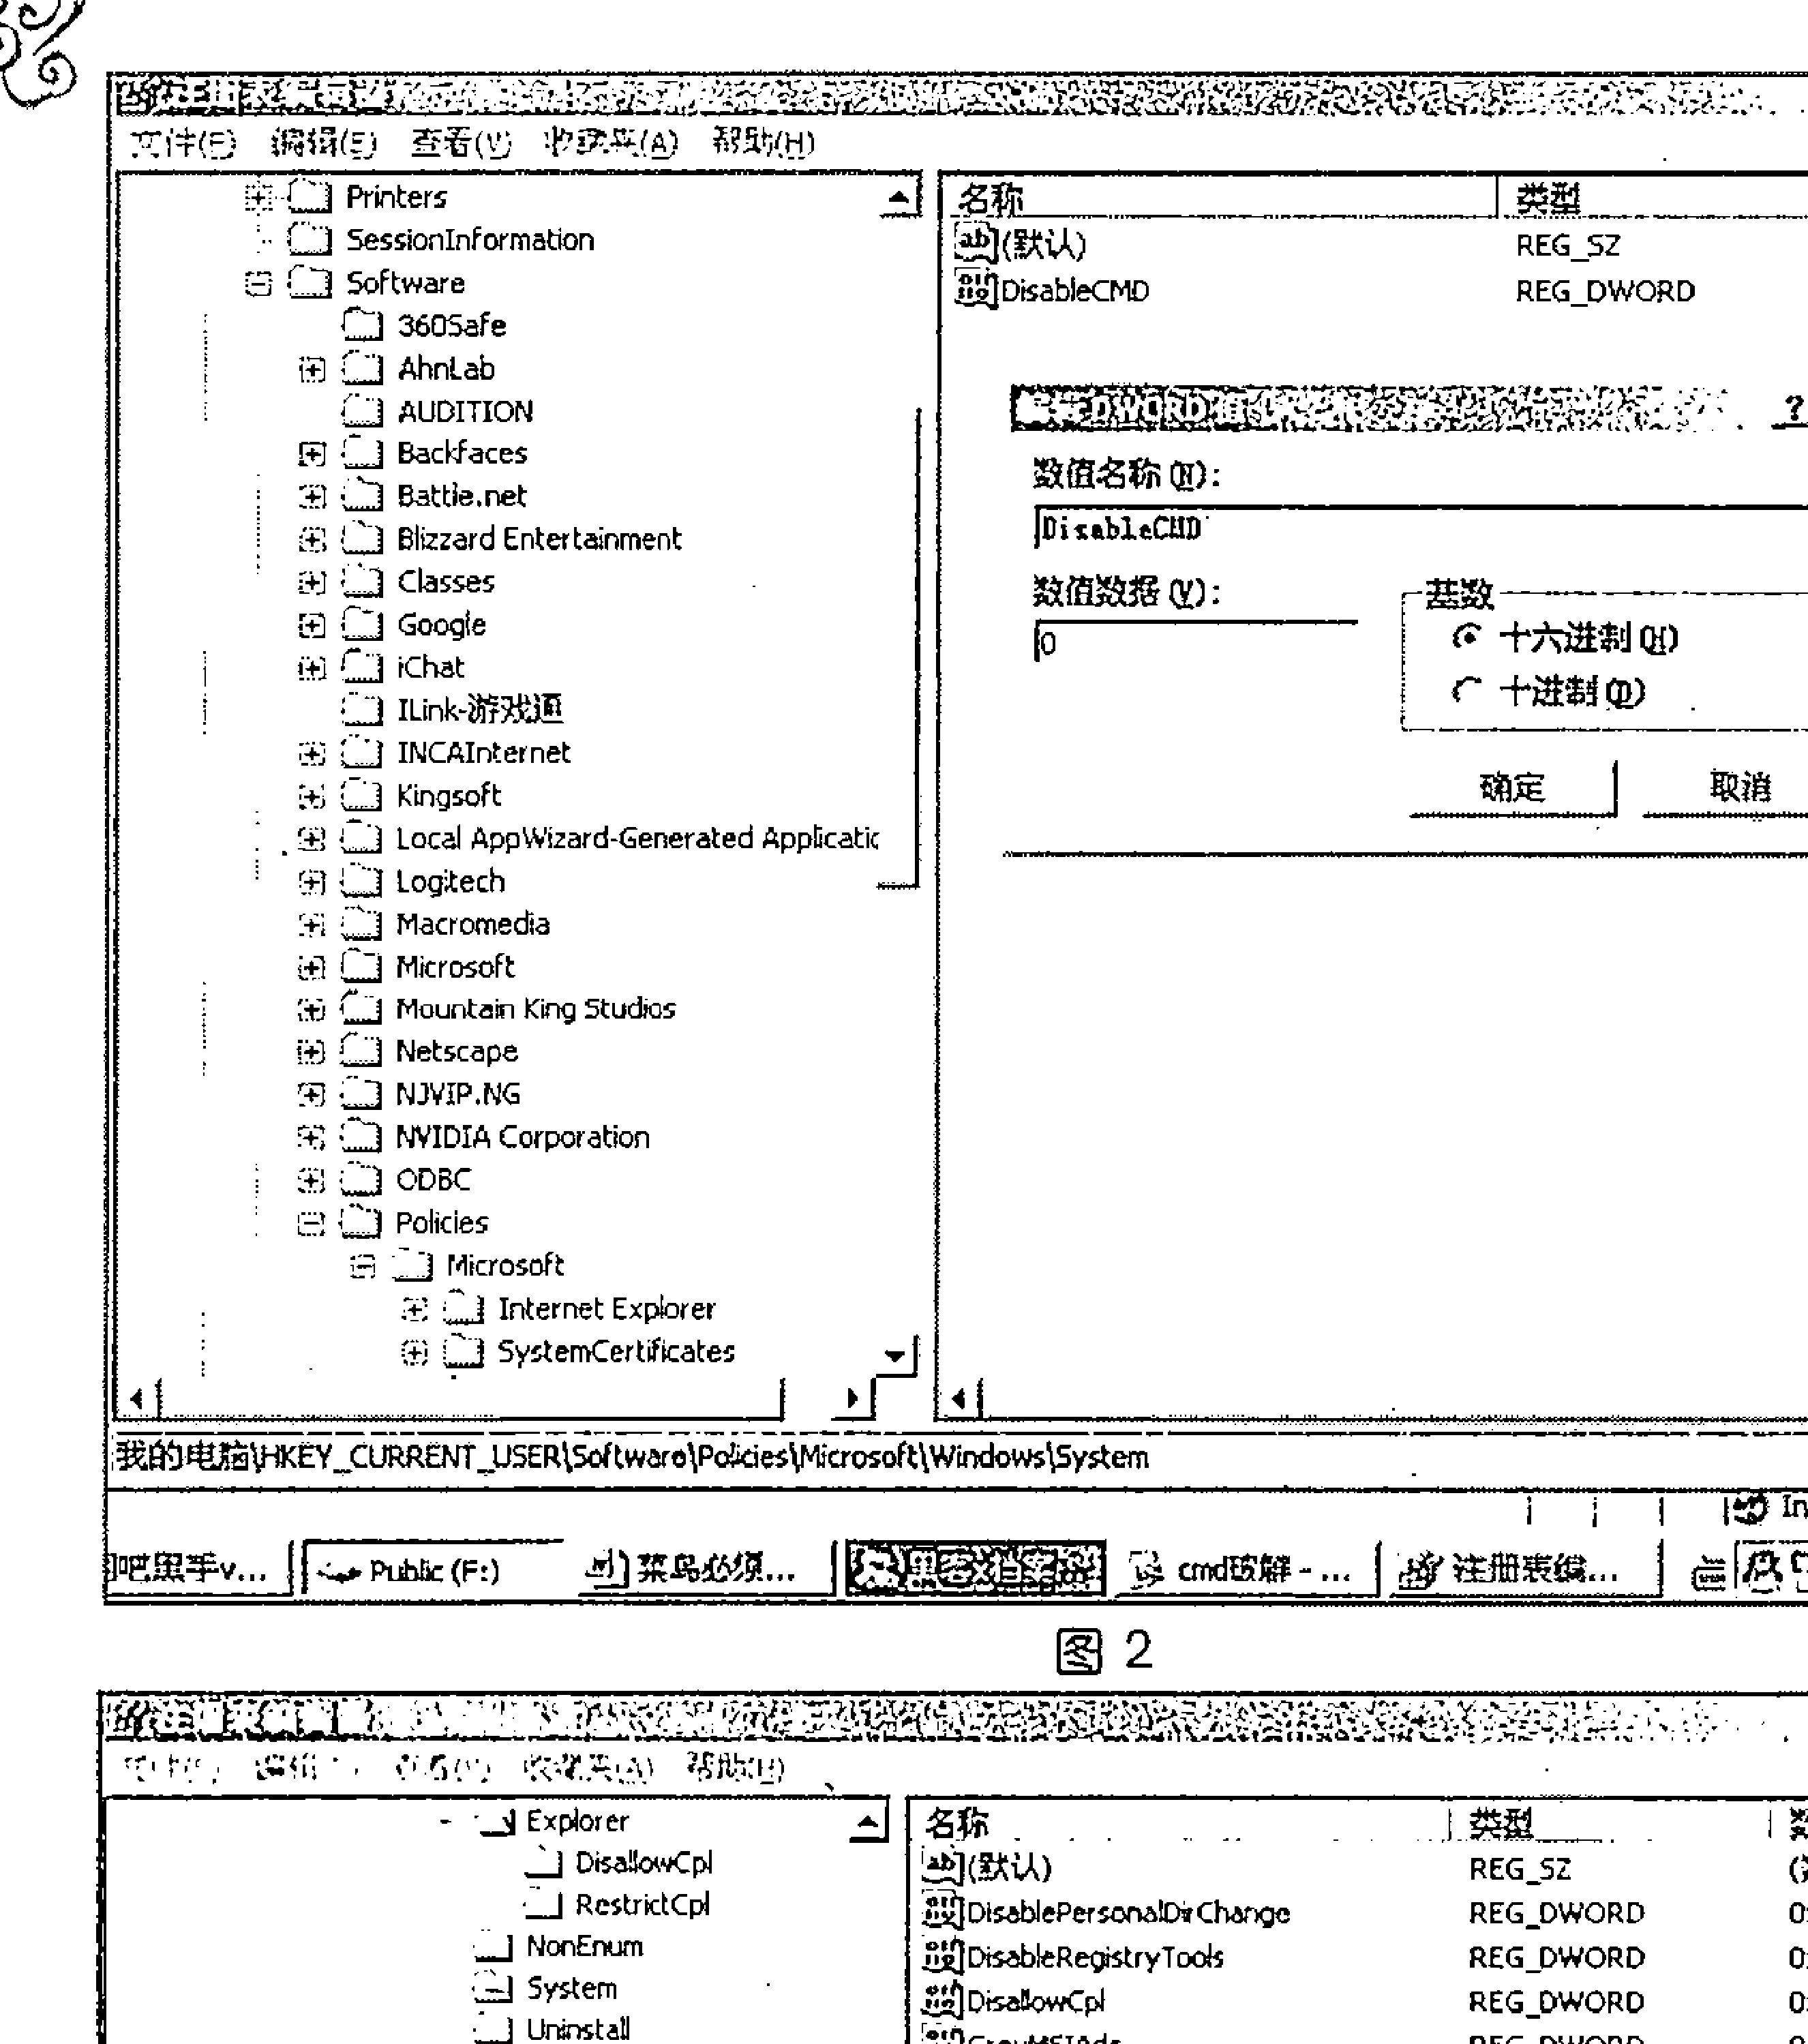 文件(F) 编辑(E) 查看(V) 收藏夹(A) 帮助(H)
Printers
SessionInformation
Software
360Safe
AhnLab
AUDITION
Backfaces
Battle.net
Blizzard Entertainment
Classes
Google
iChat
ILink-游戏通
INCAInternet
Kingsoft
Local AppWizard-Generated Applicatic
Logitech
Macromedia
Microsoft
Mountain King Studios
Netscape
NJVIP.NG
NVIDIA Corporation
ODBC
Policies
Microsoft
Internet Explorer
SystemCertificates
名称 类型
(默认) REG_SZ
DisableCMD REG_DWORD
数值名称(N):
DisableCMD
数值数据(V):
0
基数
十六进制(H)
十进制(D)
确定 取消
我的电脑\HKEY_CURRENT_USER\Software\Policies\Microsoft\Windows\System
In
吧黑手v... Public (F:) 菜鸟必须... cmd破解 - ... 注册表编...
图 2
帮助(H)
Explorer
DisallowCpl
RestrictCpl
NonEnum
System
Uninstall
名称 类型
(默认) REG_SZ
DisablePersonalDirChange REG_DWORD
DisableRegistryTools REG_DWORD
DisallowCpl REG_DWORD